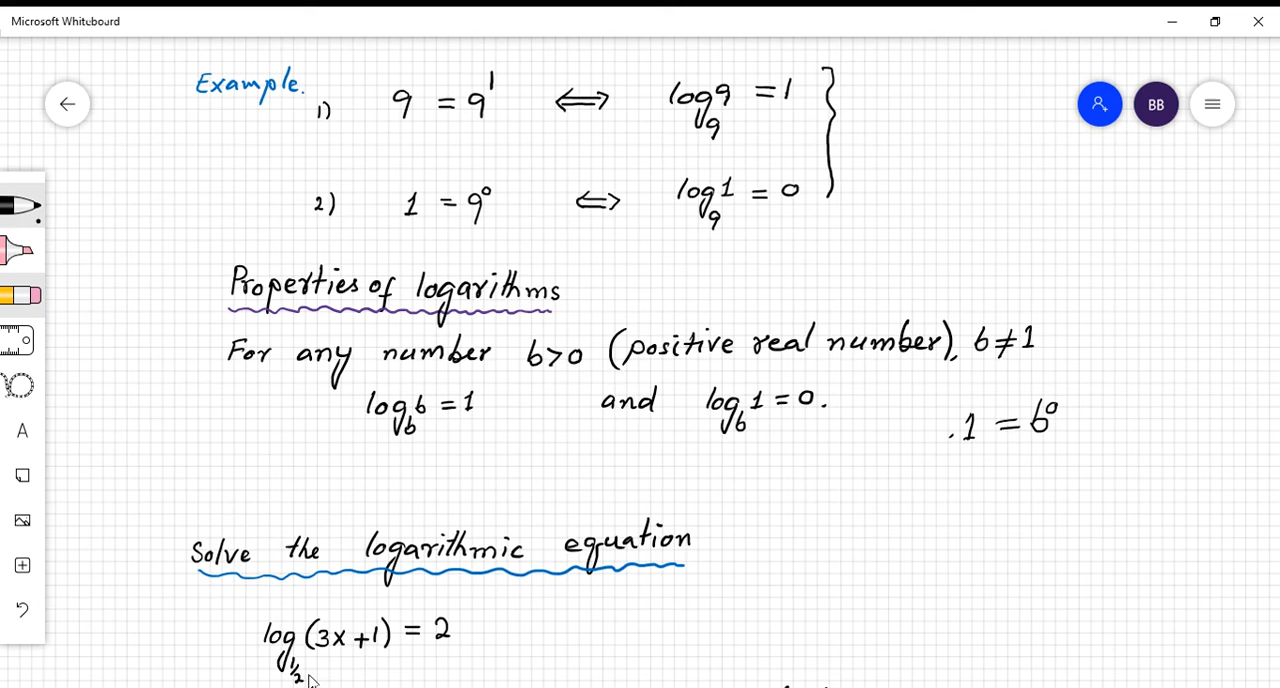 Microsoft Whiteboard
BB
Example.
1) 9 = 9¹ ⟺ log₉9 = 1
2) 1 = 9⁰ ⟺ log₉1 = 0
Properties of logarithms
For any number b>0 (positive real number), b≠1
log_b b = 1 and log_b 1 = 0.
.1 = b⁰
A
Solve the logarithmic equation
log_1/2 (3x+1) = 2